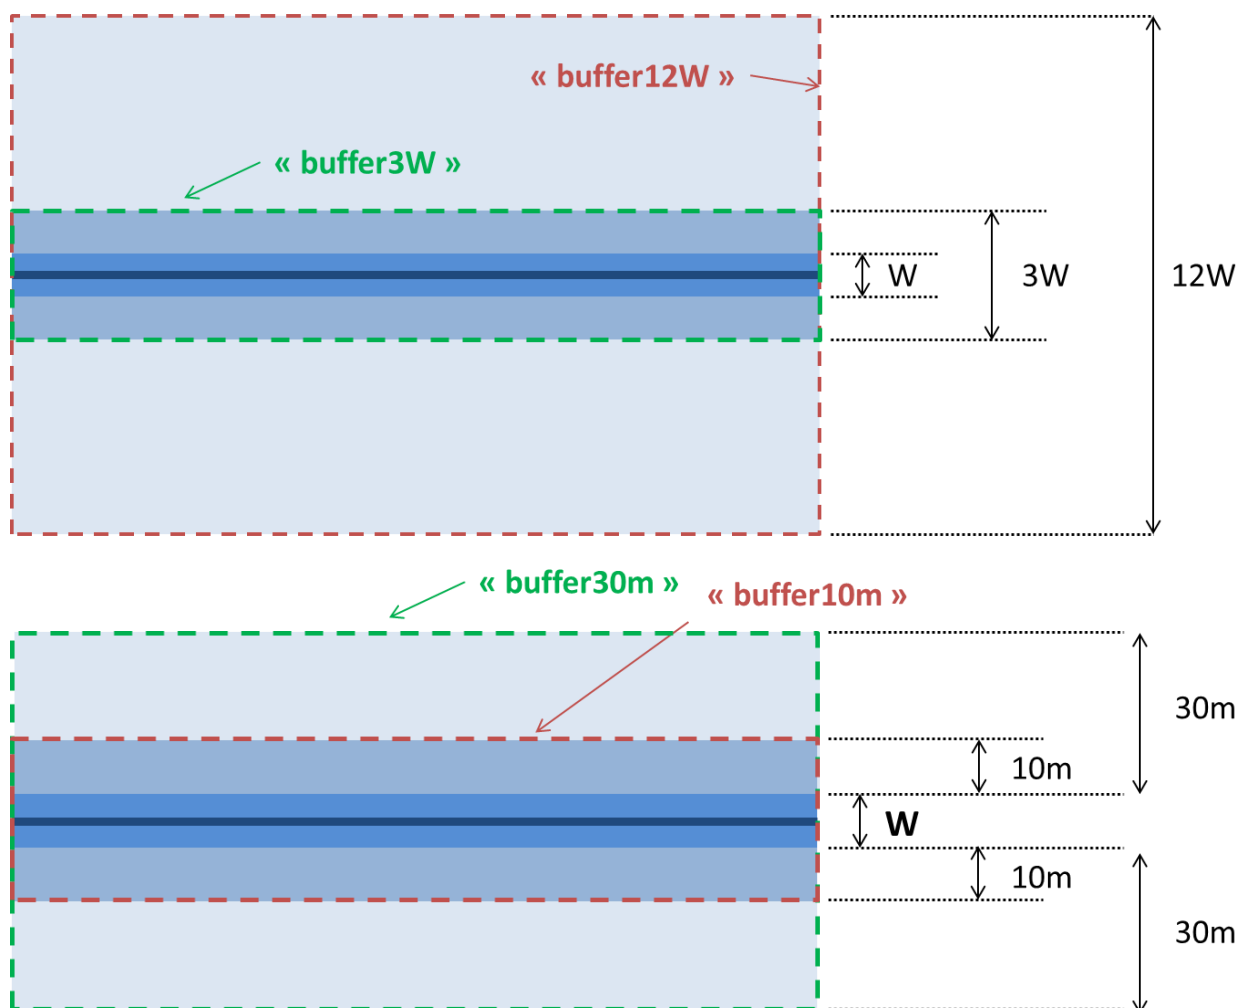 « buffer12W »
« buffer3W »
W
3W
12W
« buffer30m »
« buffer10m »
30m
10m
W
10m
30m